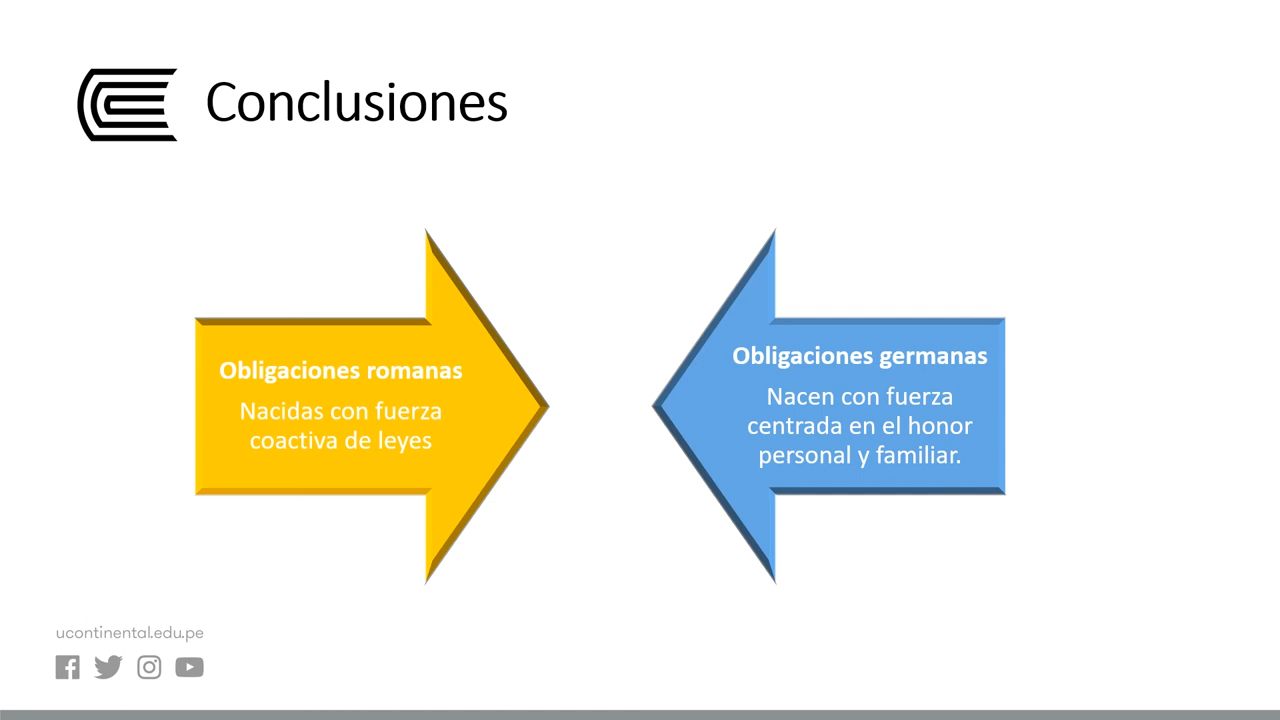 Conclusiones
Obligaciones romanas
Nacidas con fuerza
coactiva de leyes
Obligaciones germanas
Nacen con fuerza
centrada en el honor
personal y familiar.
ucontinental.edu.pe